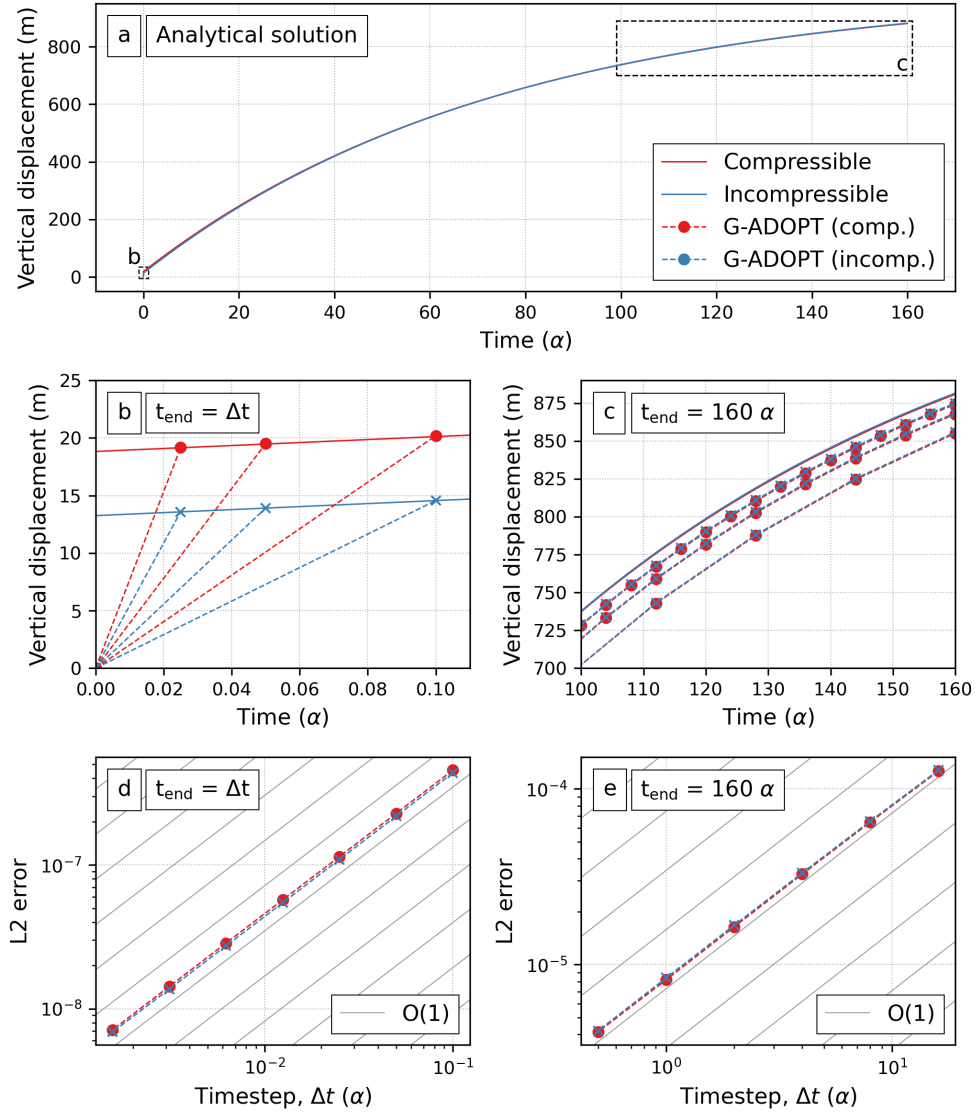 a
Analytical solution
Vertical displacement (m)
800
600
400
200
0
c
b
Compressible
Incompressible
G-ADOPT (comp.)
G-ADOPT (incomp.)
0 20 40 60 80 100 120 140 160
Time (α)
b
t_end = Δt
Vertical displacement (m)
25
20
15
10
5
0
0.00 0.02 0.04 0.06 0.08 0.10
Time (α)
c
t_end = 160 α
Vertical displacement (m)
875
850
825
800
775
750
725
700
100 110 120 130 140 150 160
Time (α)
d
t_end = Δt
L2 error
10⁻⁷
10⁻⁸
O(1)
10⁻² 10⁻¹
Timestep, Δt (α)
e
t_end = 160 α
L2 error
10⁻⁴
10⁻⁵
O(1)
10⁰ 10¹
Timestep, Δt (α)